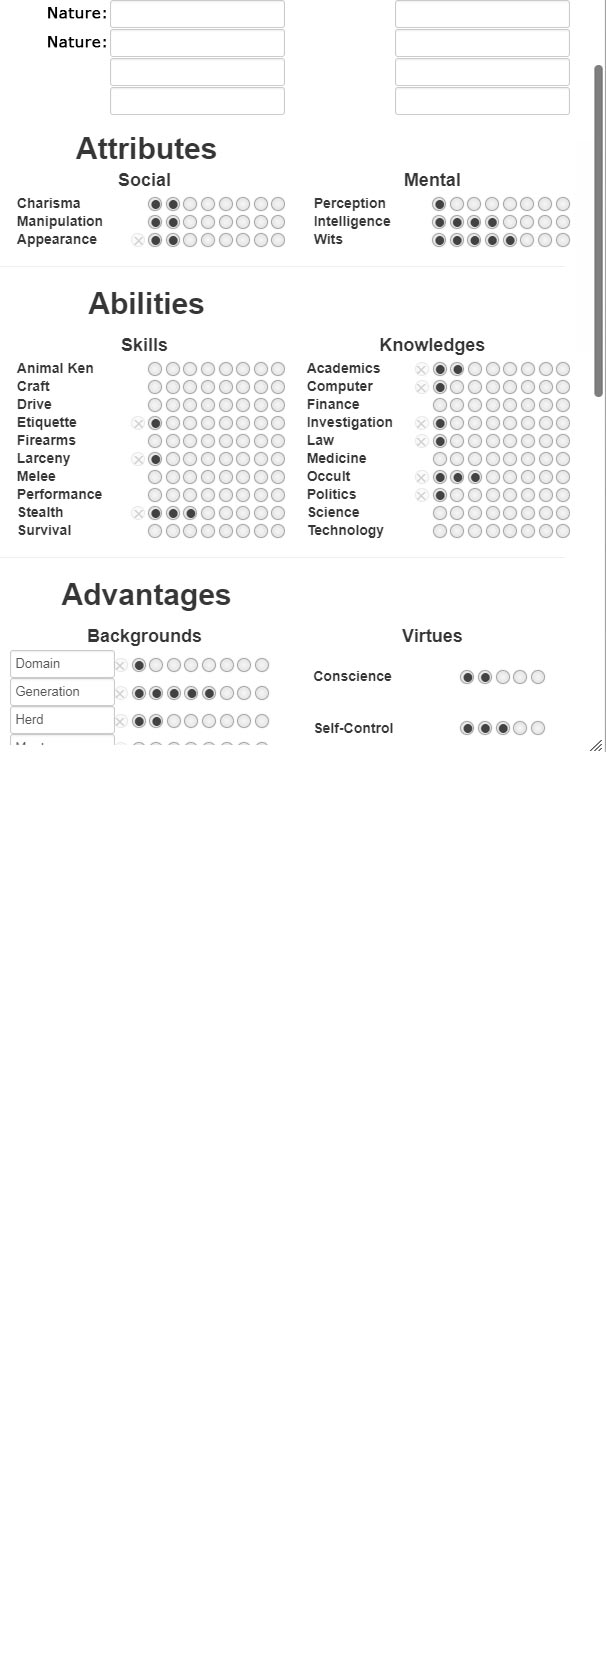 Nature:
Nature:
Attributes
Social Mental
Charisma Perception
Manipulation Intelligence
Appearance Wits
Abilities
Skills Knowledges
Animal Ken Academics
Craft Computer
Drive Finance
Etiquette Investigation
Firearms Law
Larceny Medicine
Melee Occult
Performance Politics
Stealth Science
Survival Technology
Advantages
Backgrounds Virtues
Domain
Conscience
Generation
Herd
Self-Control